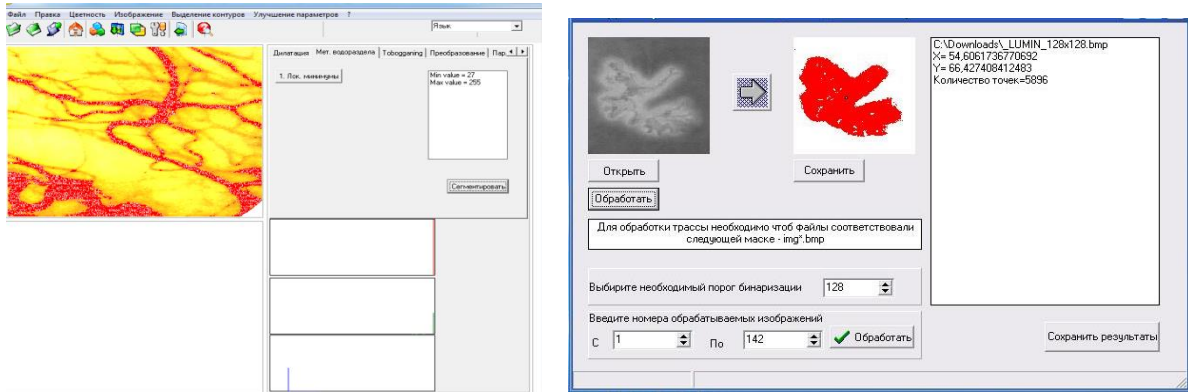 Файл Правка Цветность Изображение Выделение контуров Улучшение параметров ?
Язык
Дилатация Мет. водораздела Tobogganing Преобразование Пар.
1. Лок. минимумы
Min value = 27
Max value = 255
Сегментировать
C:\Downloads\_LUMIN_128x128.bmp
X= 54,6061736770692
Y= 66,427408412483
Количество точек=5896
Открыть
Сохранить
Обработать
Для обработки трассы необходимо чтоб файлы соответствовали
следующей маске - img*.bmp
Выбирите необходимый порог бинаризации 128
Введите номера обрабатываемых изображений
С 1 По 142 Обработать
Сохранить результаты